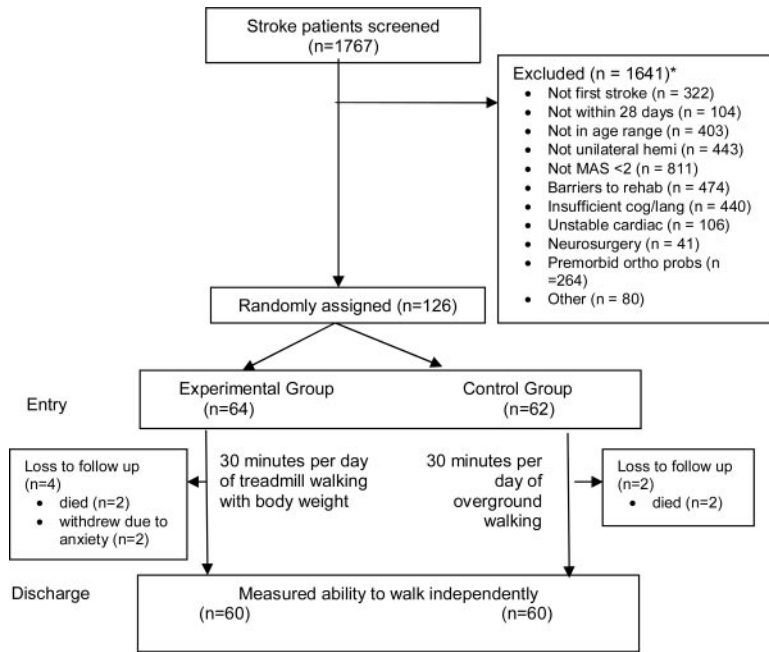 Stroke patients screened
(n=1767)
Excluded (n = 1641)*
• Not first stroke (n = 322)
• Not within 28 days (n = 104)
• Not in age range (n = 403)
• Not unilateral hemi (n = 443)
• Not MAS <2 (n = 811)
• Barriers to rehab (n = 474)
• Insufficient cog/lang (n = 440)
• Unstable cardiac (n = 106)
• Neurosurgery (n = 41)
• Premorbid ortho probs (n
=264)
• Other (n = 80)
Randomly assigned (n=126)
Entry
Experimental Group
(n=64)
Control Group
(n=62)
Loss to follow up
(n=4)
• died (n=2)
• withdrew due to
anxiety (n=2)
30 minutes per day
of treadmill walking
with body weight
30 minutes per
day of
overground
walking
Loss to follow up
(n=2)
• died (n=2)
Discharge
Measured ability to walk independently
(n=60)
(n=60)